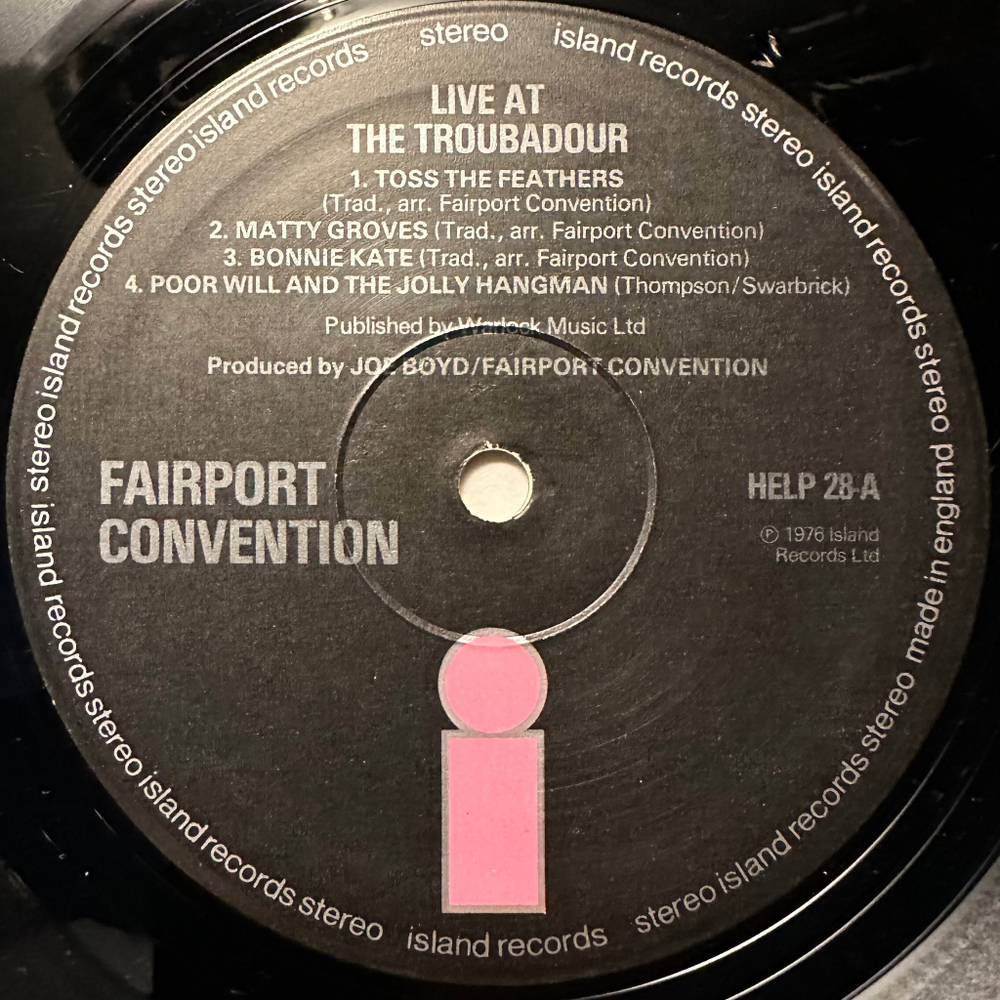 stereo island records stereo island records stereo made in england stereo island records stereo island records stereo island records stereo island records stereo island records stereo island records
LIVE AT
THE TROUBADOUR
1. TOSS THE FEATHERS
(Trad., arr. Fairport Convention)
2. MATTY GROVES (Trad., arr. Fairport Convention)
3. BONNIE KATE (Trad., arr. Fairport Convention)
4. POOR WILL AND THE JOLLY HANGMAN (Thompson/Swarbrick)
Published by Warlock Music Ltd
Produced by JOE BOYD/FAIRPORT CONVENTION
FAIRPORT
CONVENTION
HELP 28-A
℗ 1976 Island
Records Ltd
i